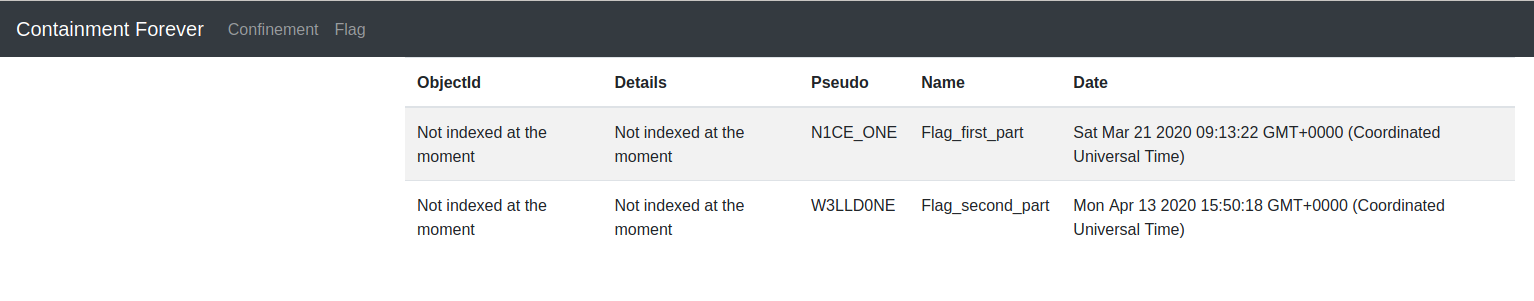 Containment Forever Confinement Flag
ObjectId Details Pseudo Name Date
Not indexed at the Not indexed at the N1CE_ONE Flag_first_part Sat Mar 21 2020 09:13:22 GMT+0000 (Coordinated
moment moment Universal Time)
Not indexed at the Not indexed at the W3LLD0NE Flag_second_part Mon Apr 13 2020 15:50:18 GMT+0000 (Coordinated
moment moment Universal Time)